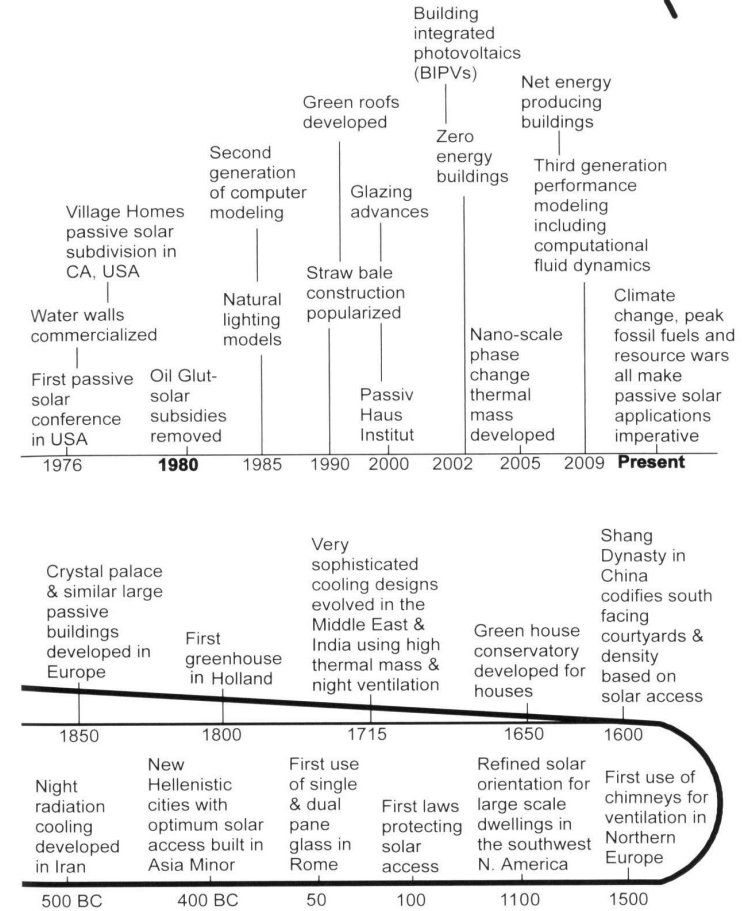 Building
integrated
photovoltaics
(BIPVs)
Net energy
producing
buildings
Green roofs
developed
Zero
energy
buildings
Second
generation
of computer
modeling
Third generation
performance
modeling
including
computational
fluid dynamics
Glazing
advances
Village Homes
passive solar
subdivision in
CA, USA
Straw bale
construction
popularized
Natural
lighting
models
Climate
change, peak
fossil fuels and
resource wars
all make
passive solar
applications
imperative
Water walls
commercialized
Nano-scale
phase
change
thermal
mass
developed
First passive
solar
conference
in USA
Oil Glut-
solar
subsidies
removed
Passiv
Haus
Institut
1976 1980 1985 1990 2000 2002 2005 2009 Present
Crystal palace
& similar large
passive
buildings
developed in
Europe
First
greenhouse
in Holland
Very
sophisticated
cooling designs
evolved in the
Middle East &
India using high
thermal mass &
night ventilation
Green house
conservatory
developed for
houses
Shang
Dynasty in
China
codifies south
facing
courtyards &
density
based on
solar access
1850 1800 1715 1650 1600
Night
radiation
cooling
developed
in Iran
New
Hellenistic
cities with
optimum solar
access built in
Asia Minor
First use
of single
& dual
pane
glass in
Rome
First laws
protecting
solar
access
Refined solar
orientation for
large scale
dwellings in
the southwest
N. America
First use of
chimneys for
ventilation in
Northern
Europe
500 BC 400 BC 50 100 1100 1500